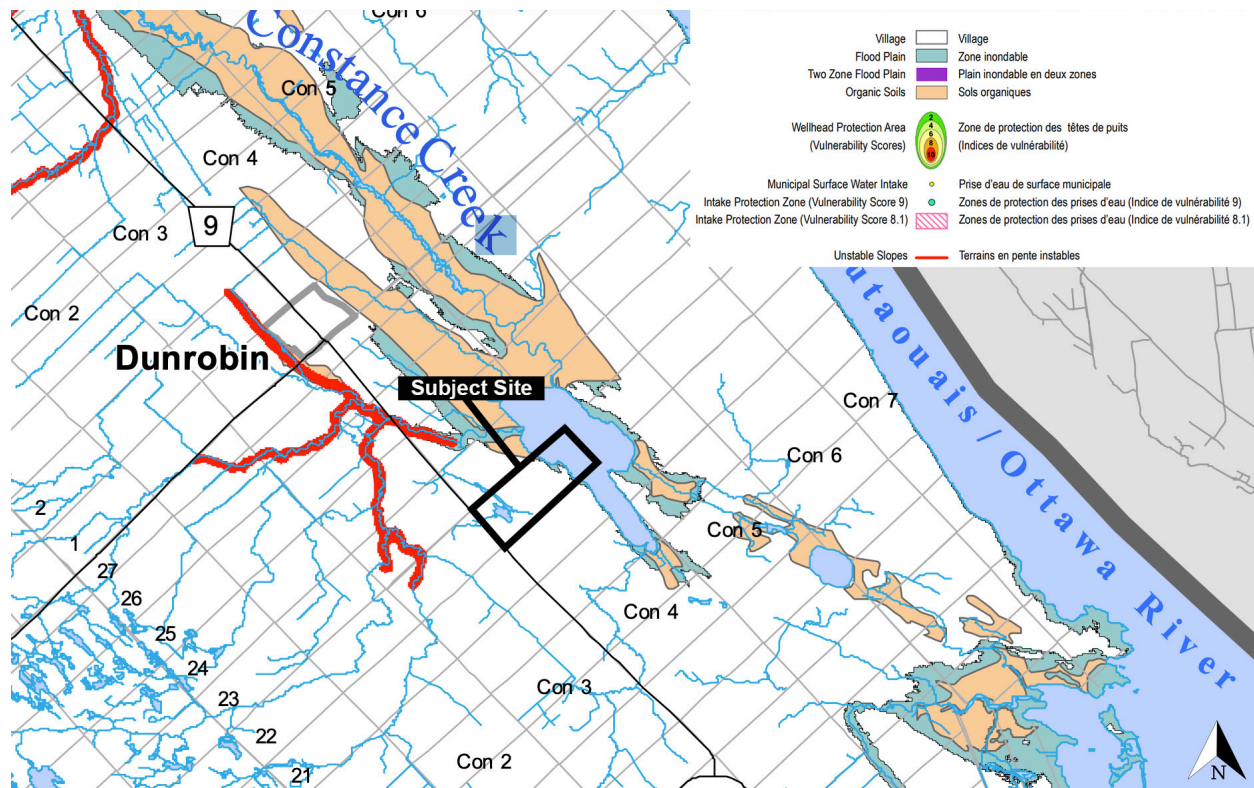 Con 6
Constance Creek
Con 5
Con 4
9
Con 3
Con 2
Dunrobin
Subject Site
Con 7
Con 6
Con 5
Con 4
Con 3
Con 2
2
1
27
26
25
24
23
22
21
utaouais / Ottawa River
N
Village Village
Flood Plain Zone inondable
Two Zone Flood Plain Plain inondable en deux zones
Organic Soils Sols organiques
Wellhead Protection Area Zone de protection des têtes de puits
(Vulnerability Scores) (Indices de vulnérabilité)
2
4
6
8
10
Municipal Surface Water Intake Prise d'eau de surface municipale
Intake Protection Zone (Vulnerability Score 9) Zones de protection des prises d'eau (Indice de vulnérabilité 9)
Intake Protection Zone (Vulnerability Score 8.1) Zones de protection des prises d'eau (Indice de vulnérabilité 8.1)
Unstable Slopes Terrains en pente instables